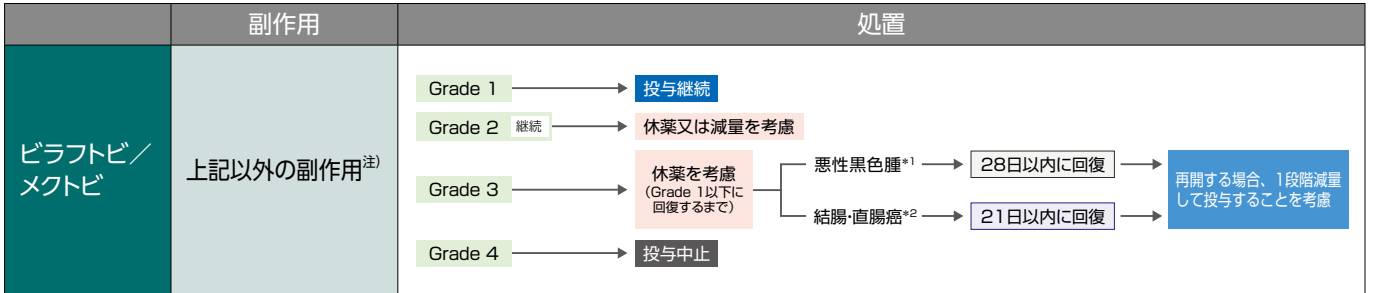 副作用
処置
ビラフトビ／
メクトビ
上記以外の副作用注）
Grade 1
投与継続
Grade 2 継続
休薬又は減量を考慮
Grade 3
休薬を考慮
（Grade 1以下に
回復するまで）
悪性黒色腫*1
28日以内に回復
結腸・直腸癌*2
21日以内に回復
再開する場合、1段階減量
して投与することを考慮
Grade 4
投与中止